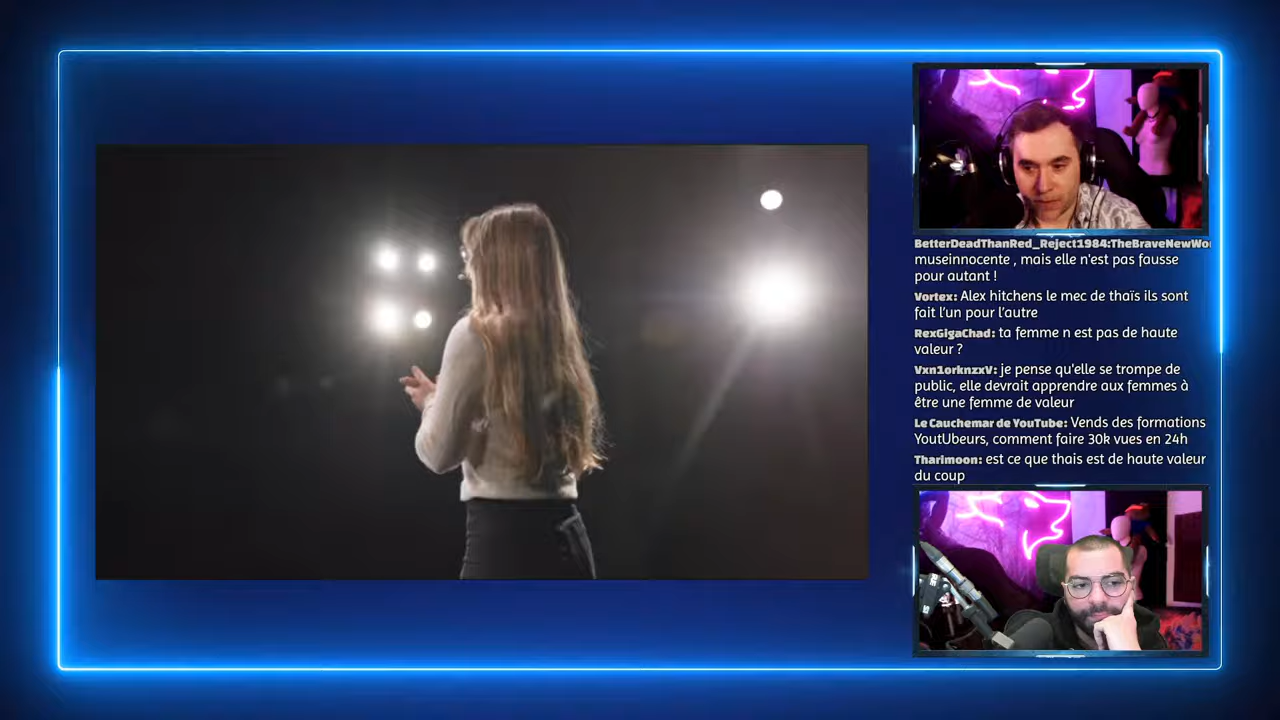 BetterDeadThanRed_Reject1984:TheBraveNewWo
museinnocente , mais elle n'est pas fausse
pour autant !
Vortex: Alex hitchens le mec de thaïs ils sont
fait l'un pour l'autre
RexGigaChad: ta femme n est pas de haute
valeur ?
Vxn1orknzxV: je pense qu'elle se trompe de
public, elle devrait apprendre aux femmes à
être une femme de valeur
Le Cauchemar de YouTube: Vends des formations
YoutUbeurs, comment faire 30k vues en 24h
Tharimoon: est ce que thais est de haute valeur
du coup